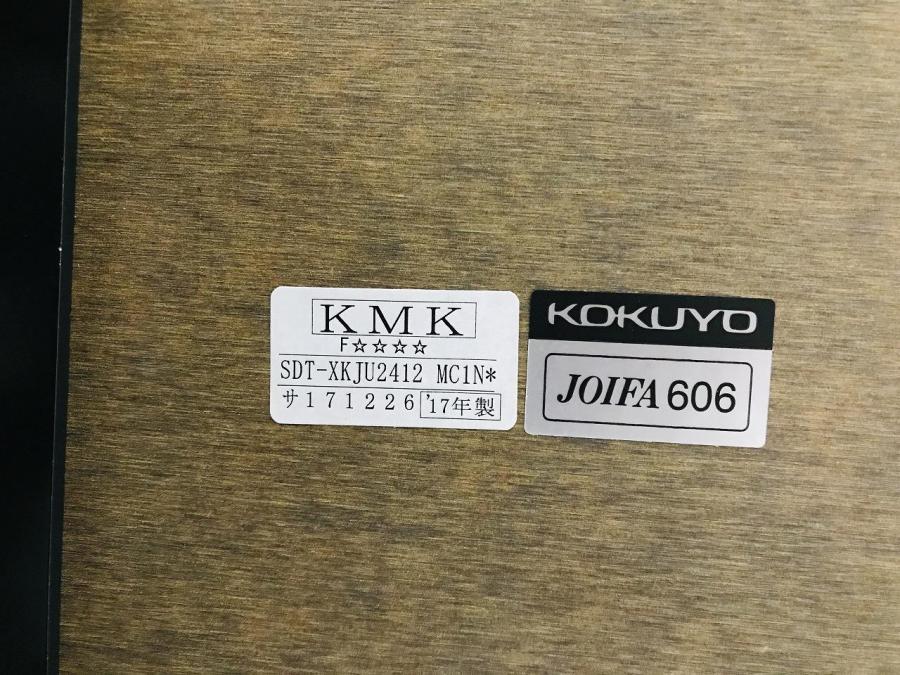 KMK
F☆☆☆☆
SDT-XKJU2412 MC1N*
サ171226 '17年製
KOKUYO
JOIFA 606